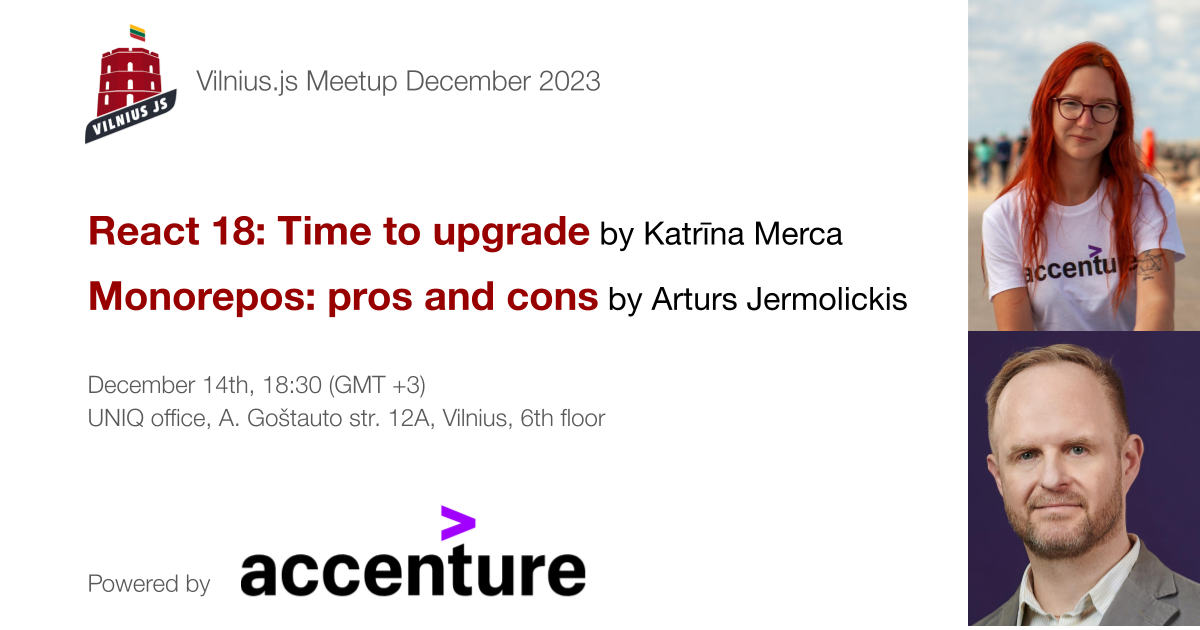 VILNIUS JS
Vilnius.js Meetup December 2023
React 18: Time to upgrade by Katrīna Merca
Monorepos: pros and cons by Arturs Jermolickis
December 14th, 18:30 (GMT +3)
UNIQ office, A. Goštauto str. 12A, Vilnius, 6th floor
Powered by accenture
accenture